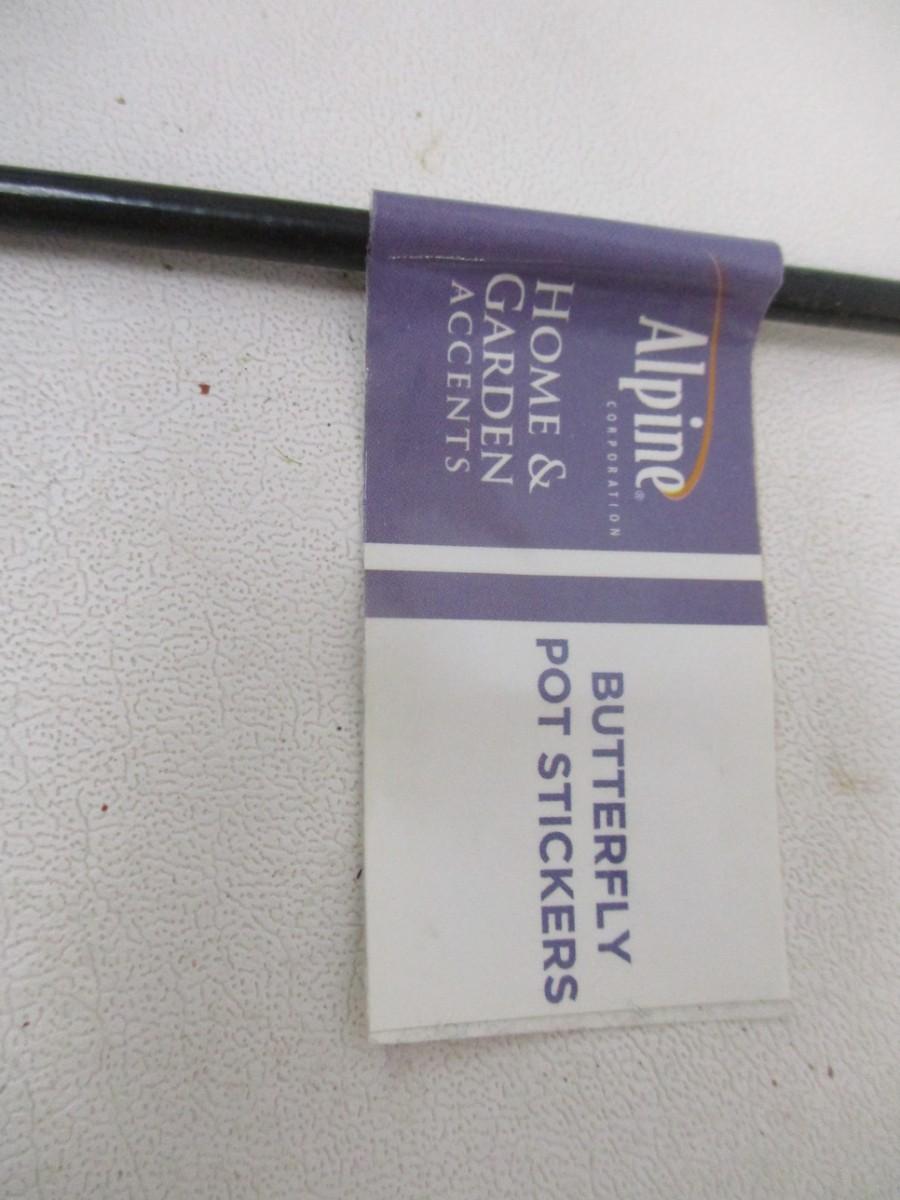 Alpine®
CORPORATION
HOME &
GARDEN
ACCENTS
BUTTERFLY
POT STICKERS